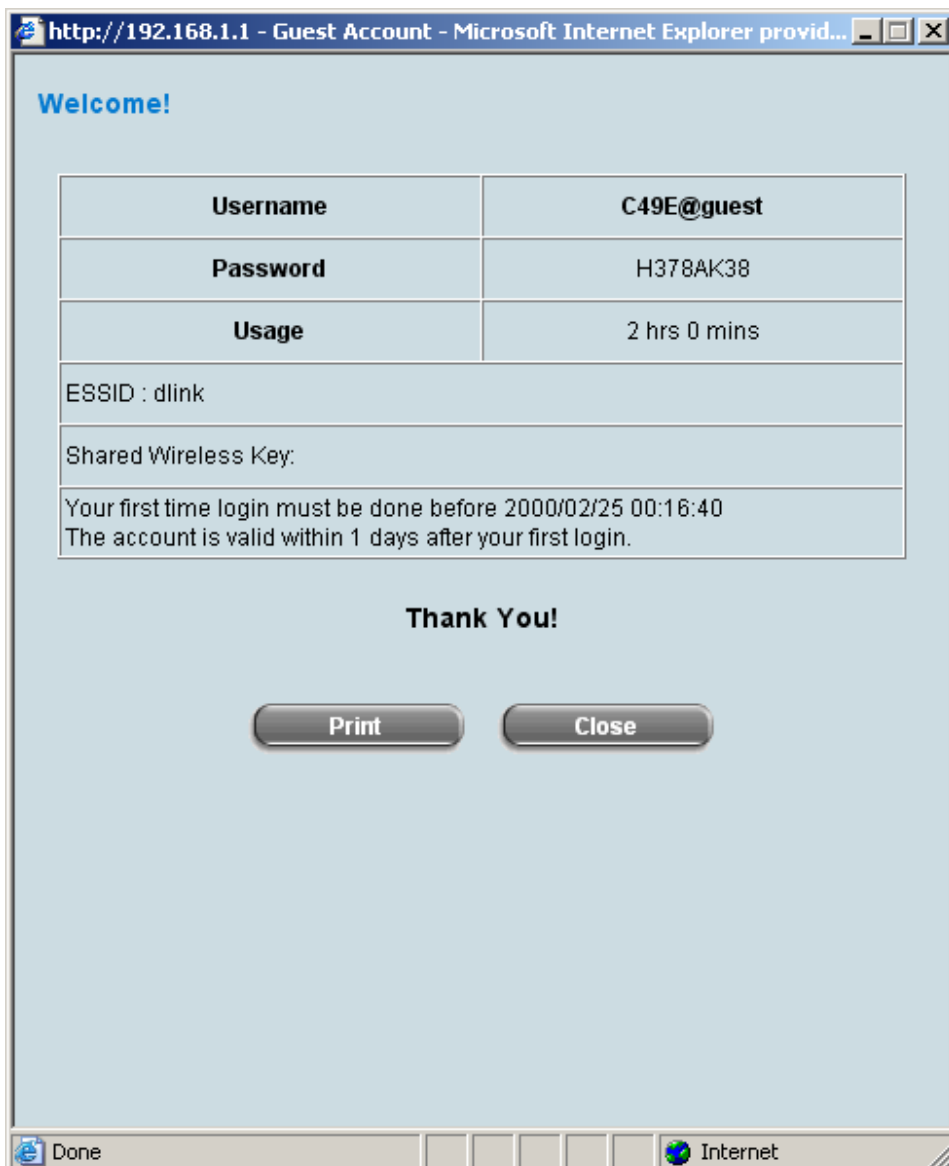 http://192.168.1.1 - Guest Account - Microsoft Internet Explorer provid...
Welcome!
Username C49E@guest
Password H378AK38
Usage 2 hrs 0 mins
ESSID : dlink
Shared Wireless Key:
Your first time login must be done before 2000/02/25 00:16:40
The account is valid within 1 days after your first login.
Thank You!
Print Close
Done Internet